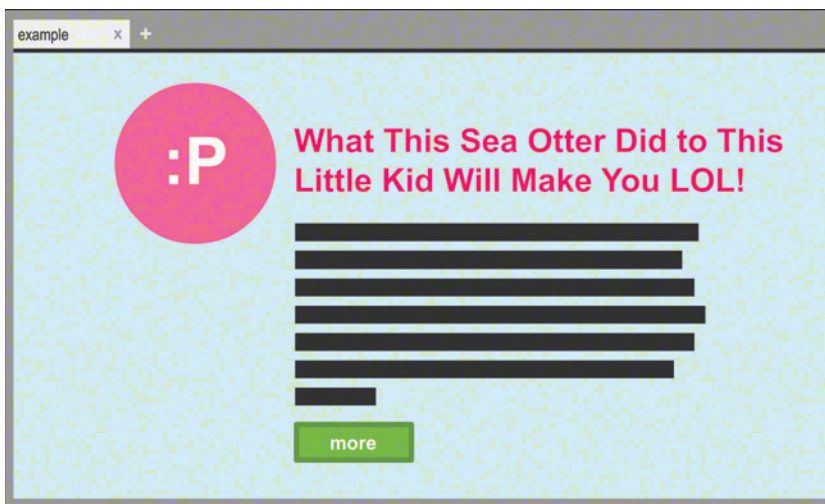 example x +
:P
What This Sea Otter Did to This
Little Kid Will Make You LOL!
more